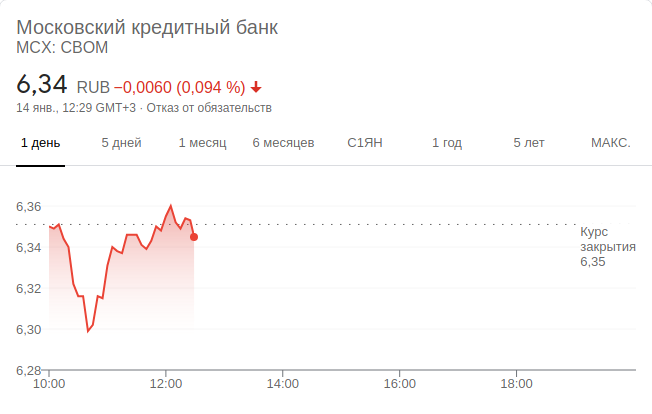 Московский кредитный банк
MCX: CBOM
6,34 RUB −0,0060 (0,094 %)
14 янв., 12:29 GMT+3 · Отказ от обязательств
1 день 5 дней 1 месяц 6 месяцев С1ЯН 1 год 5 лет МАКС.
6,36
Курс
закрытия
6,35
6,34
6,32
6,30
6,28
10:00 12:00 14:00 16:00 18:00